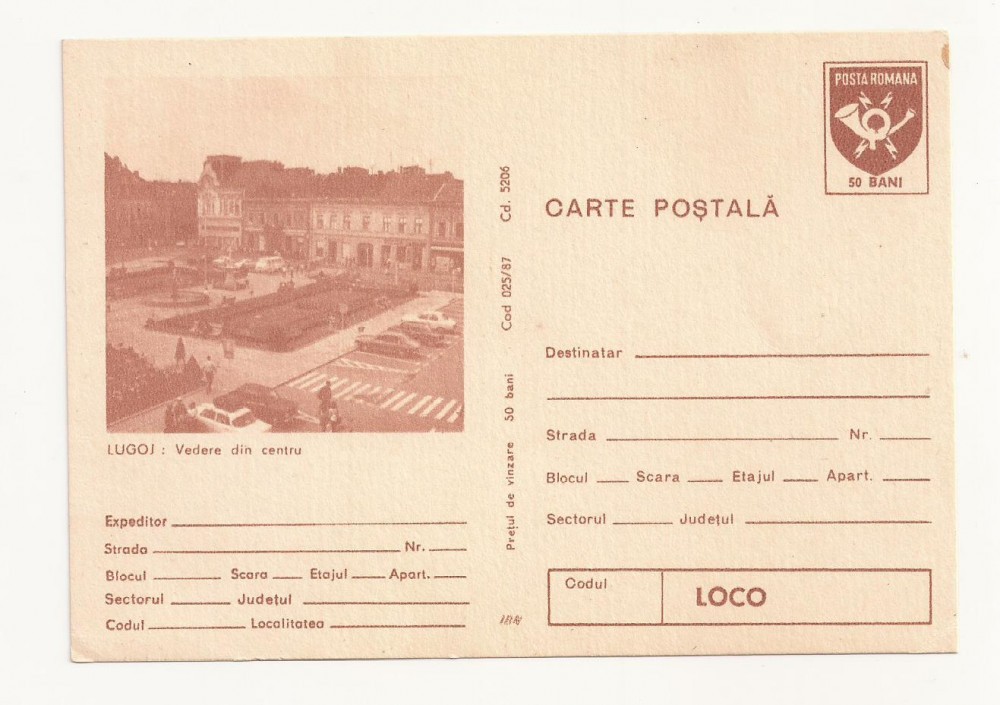 LUGOJ : Vedere din centru
Expeditor
Strada Nr.
Blocul Scara Etajul Apart.
Sectorul Județul
Codul Localitatea
Prețul de vinzare 50 bani Cod 025/87 Cd. 5206
POSTA ROMANA
50 BANI
CARTE POȘTALĂ
Destinatar
Strada Nr.
Blocul Scara Etajul Apart.
Sectorul Județul
Codul LOCO